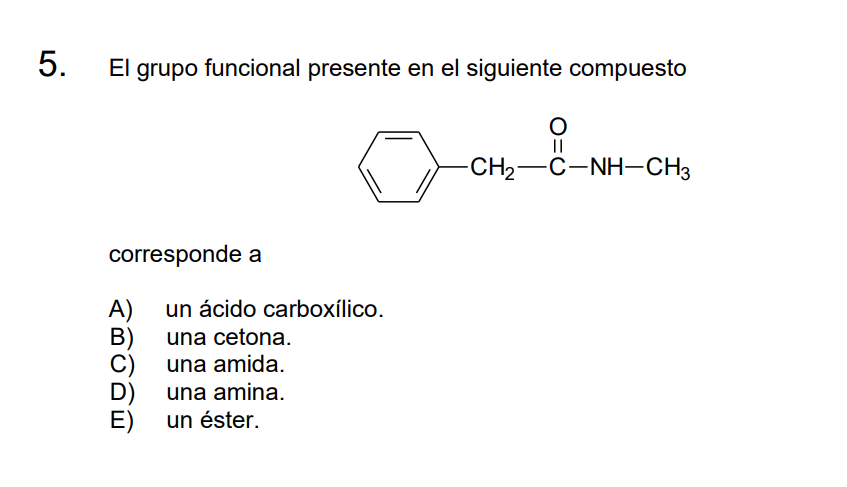 5. El grupo funcional presente en el siguiente compuesto
O
CH₂—C—NH—CH₃
corresponde a
A) un ácido carboxílico.
B) una cetona.
C) una amida.
D) una amina.
E) un éster.